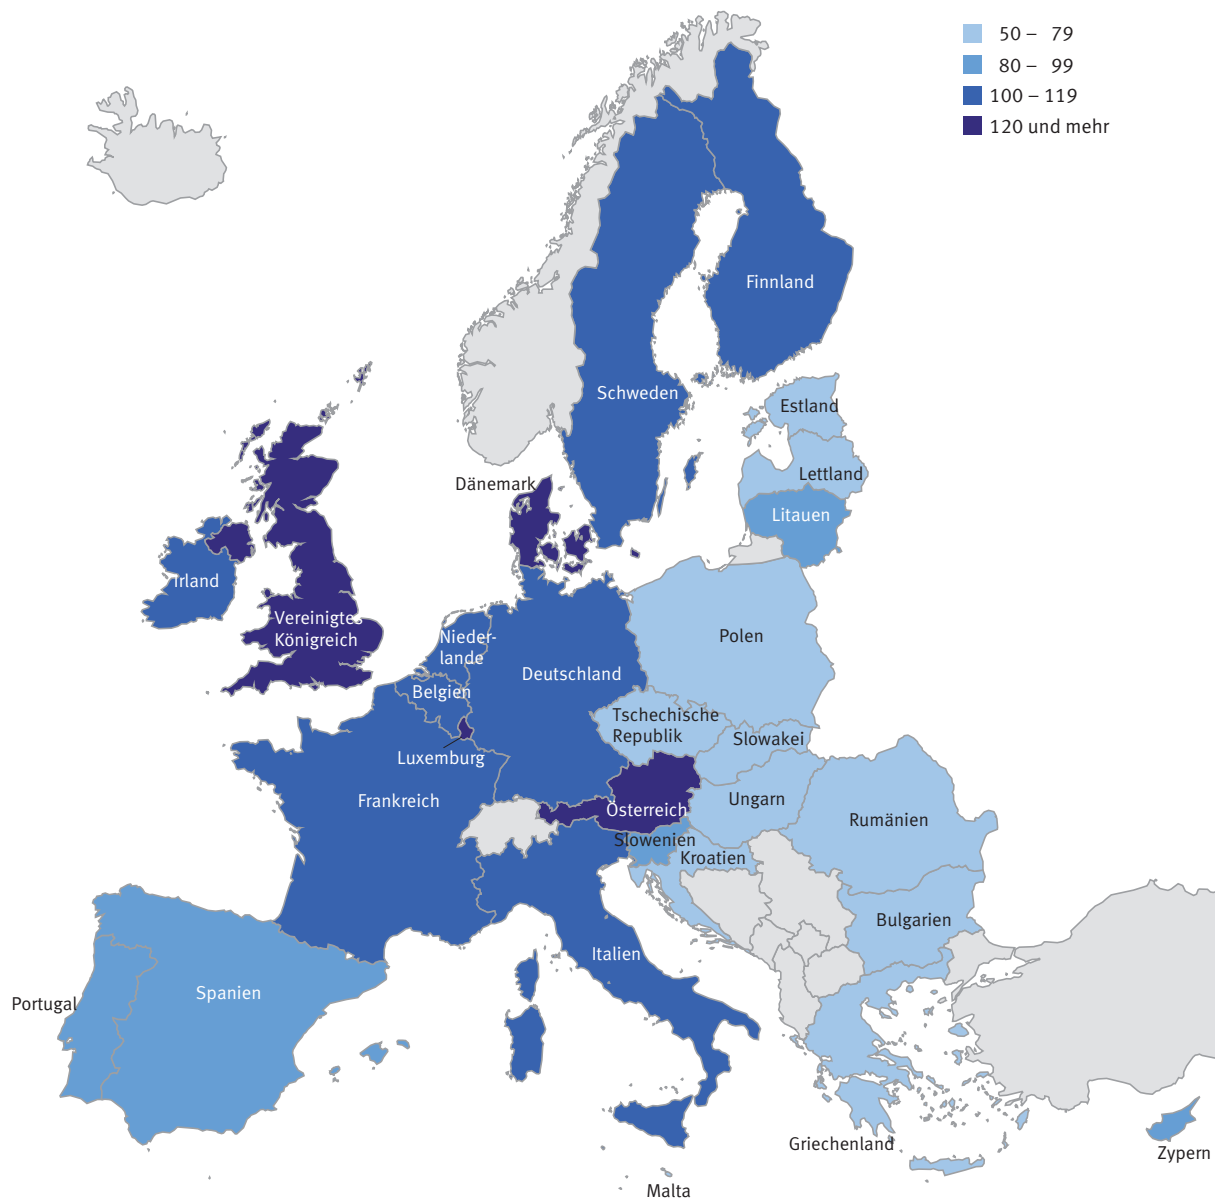 50 – 79
80 – 99
100 – 119
120 und mehr
Finnland
Schweden
Estland
Lettland
Dänemark
Litauen
Irland
Vereinigtes
Königreich
Nieder-
lande
Polen
Deutschland
Belgien
Tschechische
Republik
Slowakei
Luxemburg
Frankreich
Österreich
Ungarn
Rumänien
Slowenien
Kroatien
Bulgarien
Italien
Spanien
Portugal
Griechenland
Zypern
Malta